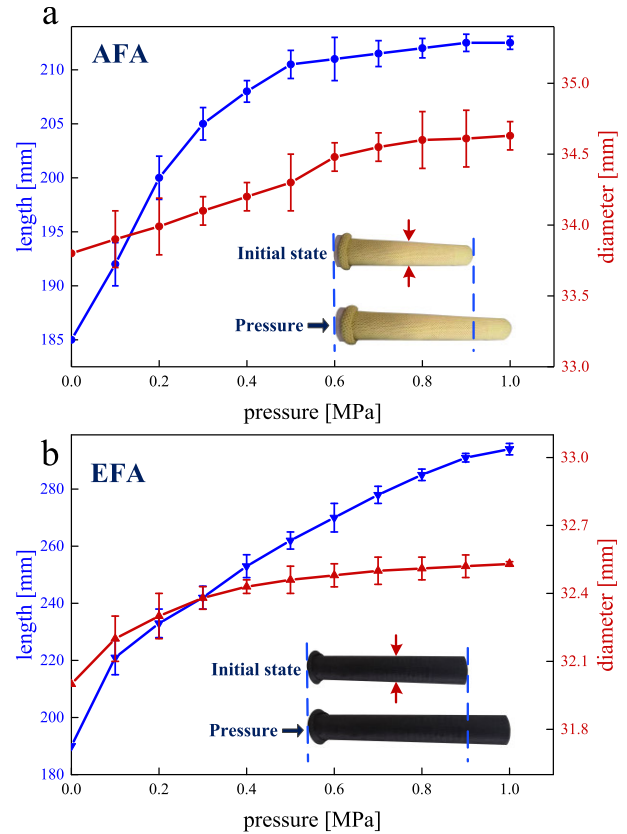 a
AFA
210
205
200
195
190
185
length [mm]
35.0
34.5
34.0
33.5
33.0
diameter [mm]
Initial state
Pressure
0.0 0.2 0.4 0.6 0.8 1.0
pressure [MPa]
b
EFA
280
260
240
220
200
180
length [mm]
33.0
32.7
32.4
32.1
31.8
diameter [mm]
Initial state
Pressure
0.0 0.2 0.4 0.6 0.8 1.0
pressure [MPa]